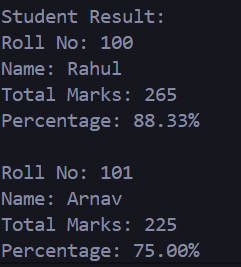 Student Result:
Roll No: 100
Name: Rahul
Total Marks: 265
Percentage: 88.33%
Roll No: 101
Name: Arnav
Total Marks: 225
Percentage: 75.00%